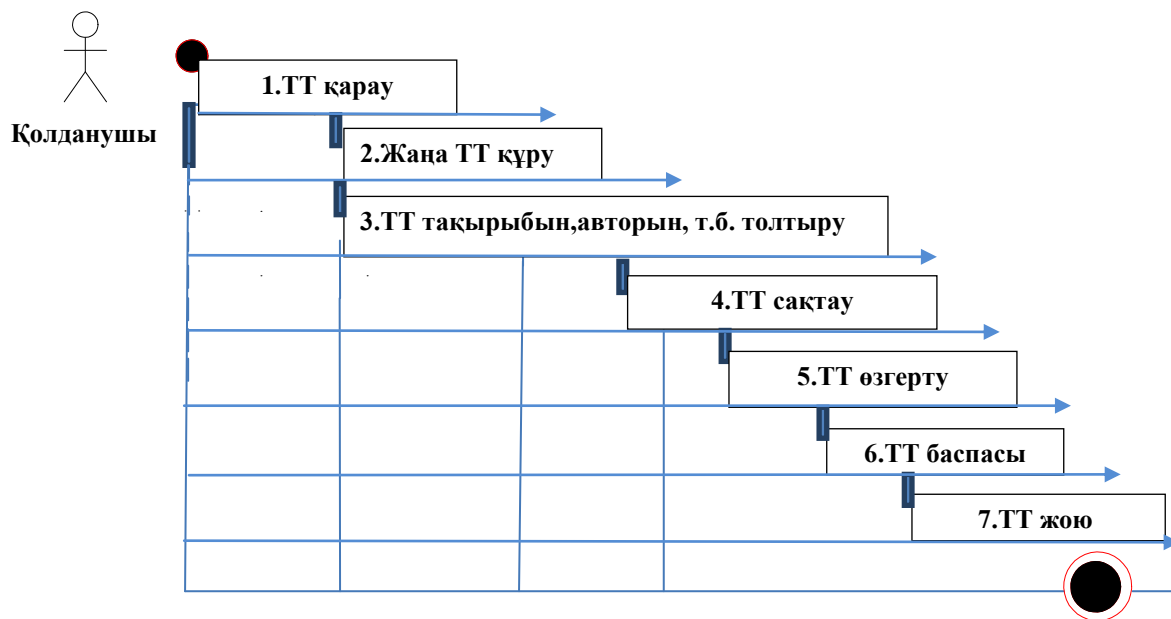 1.ТТ қарау
Қолданушы
2.Жаңа ТТ құру
3.ТТ тақырыбын,авторын, т.б. толтыру
4.ТТ сақтау
5.ТТ өзгерту
6.ТТ баспасы
7.ТТ жою